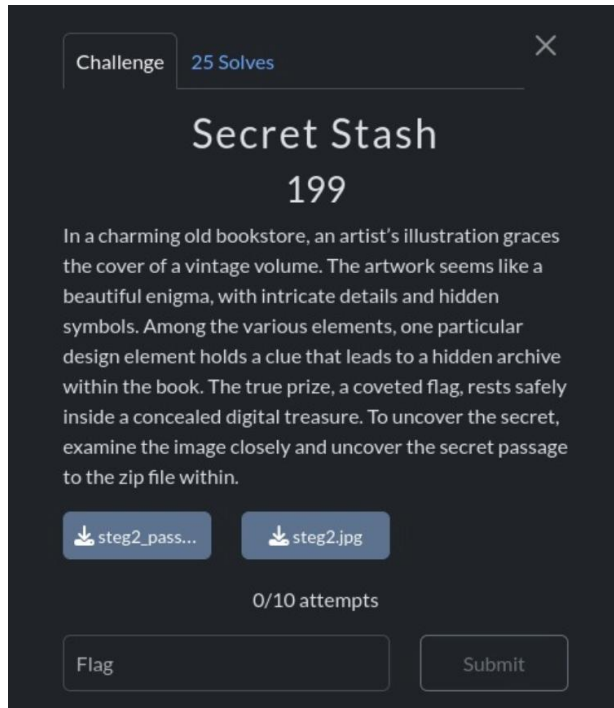 Challenge 25 Solves
Secret Stash
199
In a charming old bookstore, an artist's illustration graces
the cover of a vintage volume. The artwork seems like a
beautiful enigma, with intricate details and hidden
symbols. Among the various elements, one particular
design element holds a clue that leads to a hidden archive
within the book. The true prize, a coveted flag, rests safely
inside a concealed digital treasure. To uncover the secret,
examine the image closely and uncover the secret passage
to the zip file within.
steg2_pass... steg2.jpg
0/10 attempts
Flag Submit